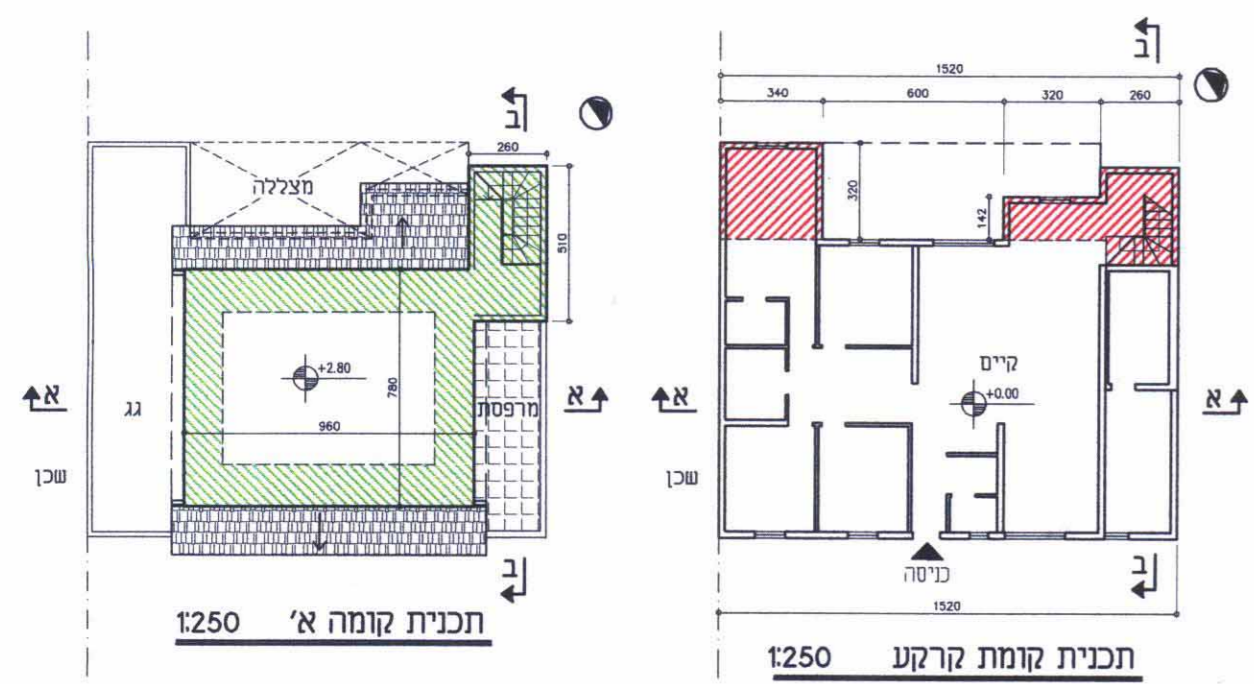 ב
260
מצללה
510
+2.80
780
960
א
א
גג
מרפסת
שכן
ב
תכנית קומה א' 1:250
ב
1520
340
600
320
260
320
142
קיים
+0.00
א
א
שכן
כניסה
ב
1520
תכנית קומת קרקע 1:250